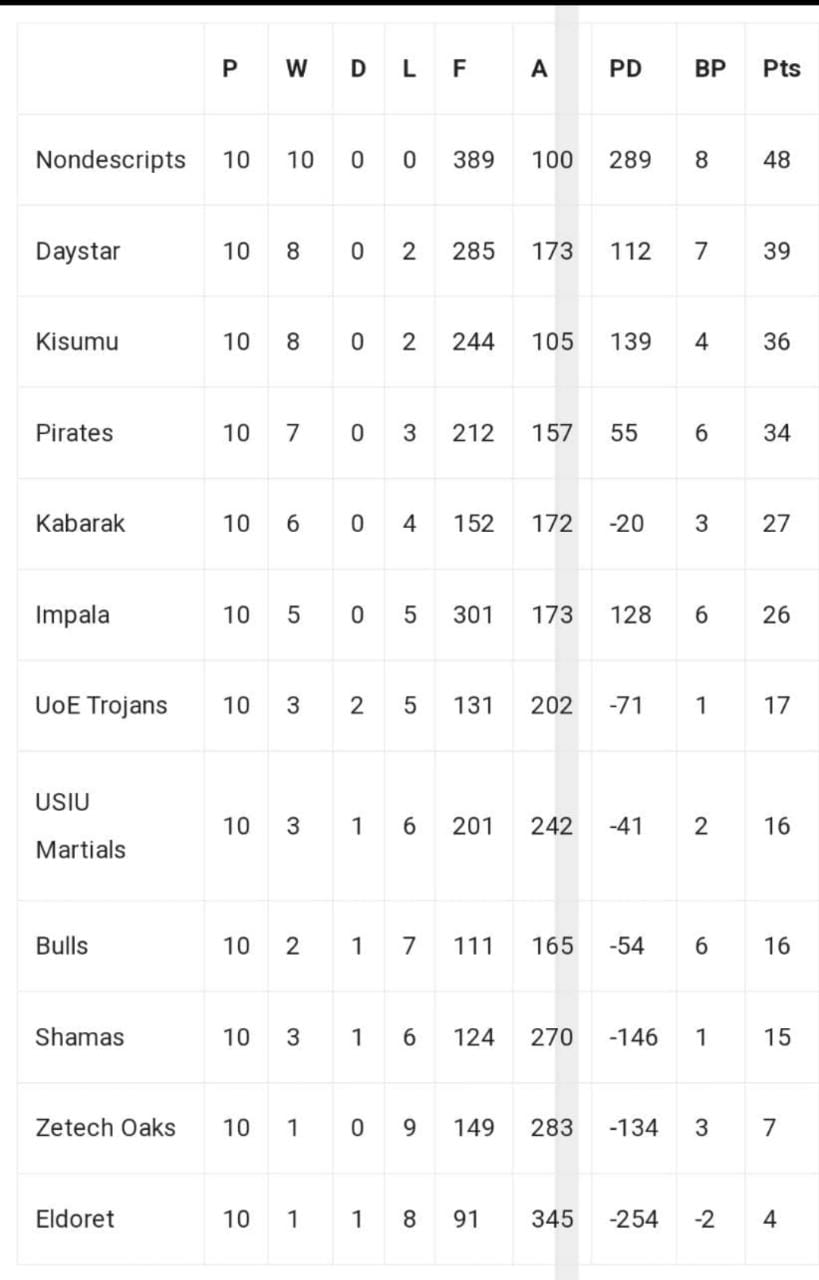 P W D L F A PD BP Pts
Nondescripts 10 10 0 0 389 100 289 8 48
Daystar 10 8 0 2 285 173 112 7 39
Kisumu 10 8 0 2 244 105 139 4 36
Pirates 10 7 0 3 212 157 55 6 34
Kabarak 10 6 0 4 152 172 -20 3 27
Impala 10 5 0 5 301 173 128 6 26
UoE Trojans 10 3 2 5 131 202 -71 1 17
USIU
Martials 10 3 1 6 201 242 -41 2 16
Bulls 10 2 1 7 111 165 -54 6 16
Shamas 10 3 1 6 124 270 -146 1 15
Zetech Oaks 10 1 0 9 149 283 -134 3 7
Eldoret 10 1 1 8 91 345 -254 -2 4